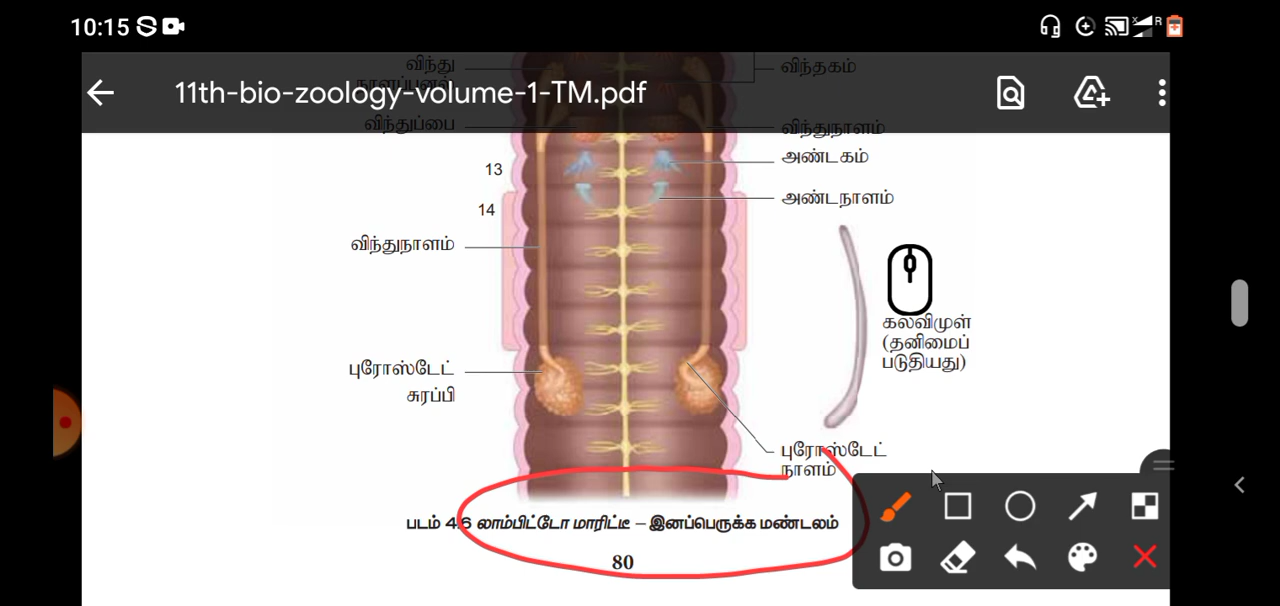 10:15
R
விந்து
விந்தகம்
11th-bio-zoology-volume-1-TM.pdf
விந்துப்பை
விந்துநாளம்
அண்டகம்
13
அண்டநாளம்
14
விந்துநாளம்
கலவிமுள்
(தனிமைப்
படுதியது)
புரோஸ்டேட்
சுரப்பி
புரோஸ்டேட்
நாளம்
படம் 4.6 லாம்பிட்டோ மாரிட்டீ – இனப்பெருக்க மண்டலம்
80